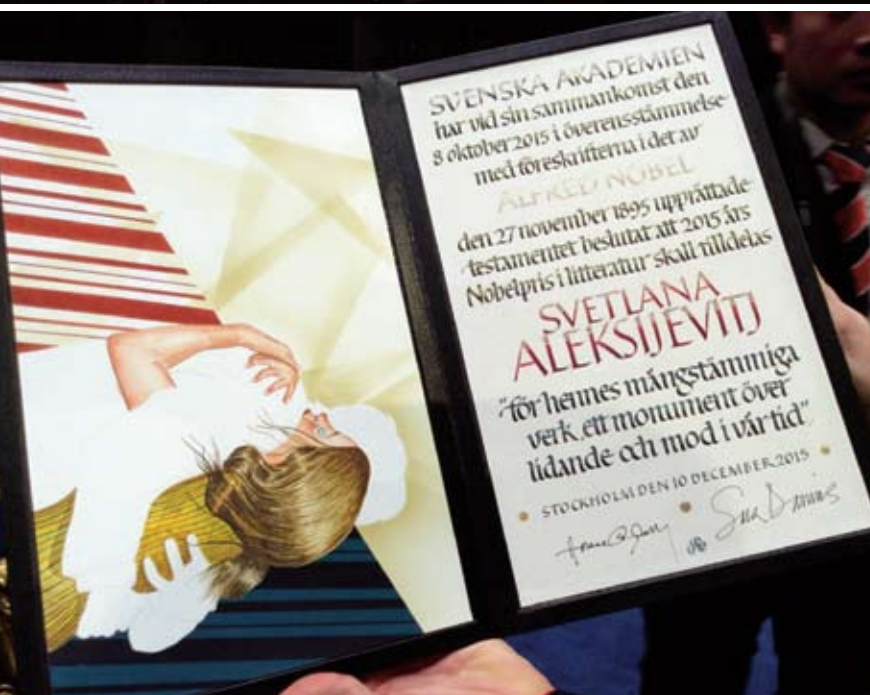 SVENSKA AKADEMIEN
har vid sin sammankomst den
8 oktober 2015 i överensstämmelse
med föreskrifterna i det av
ALFRED NOBEL
den 27 november 1895 upprättade
testamentet beslutat att 2015 års
Nobelpris i litteratur skall tilldelas
SVETLANA
ALEKSIJEVITJ
"för hennes mångstämmiga
verk, ett monument över
lidande och mod i vår tid"
STOCKHOLM DEN 10 DECEMBER 2015
Sara Danius